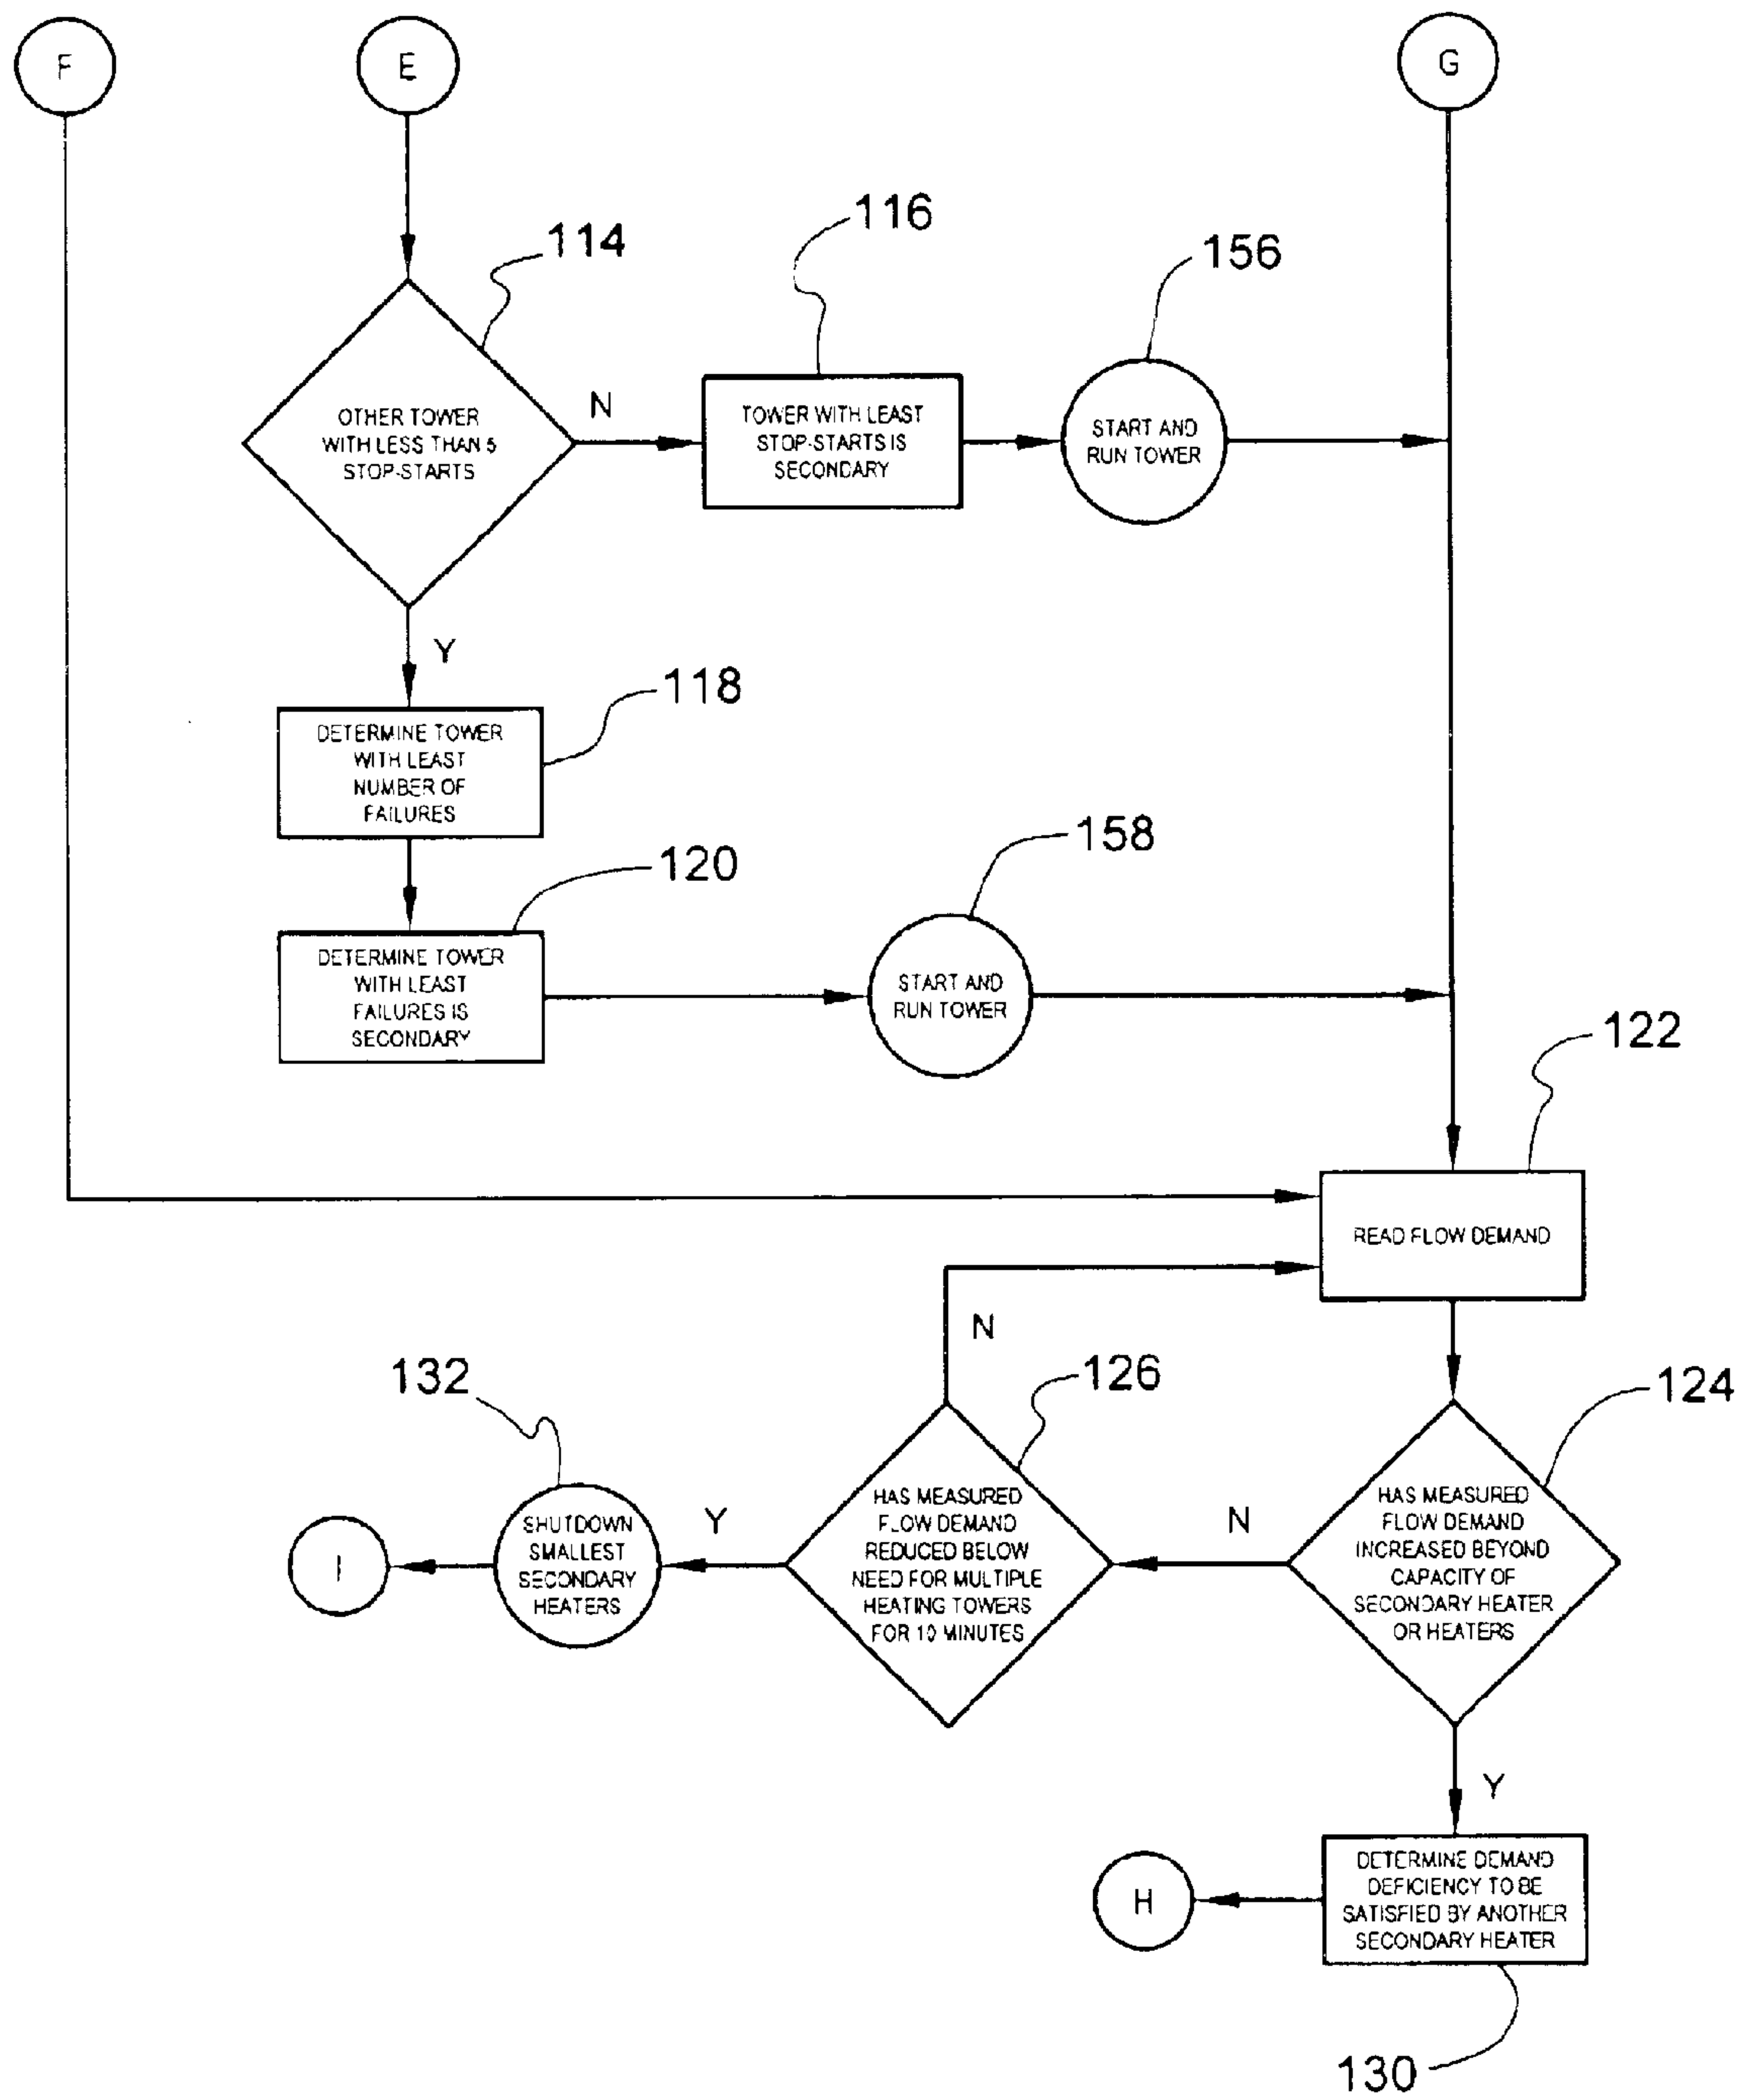 F
E
G
114
116
156
OTHER TOWER
WITH LESS THAN 5
STOP-STARTS
N
TOWER WITH LEAST
STOP-STARTS IS
SECONDARY
START AND
RUN TOWER
Y
118
DETERMINE TOWER
WITH LEAST
NUMBER OF
FAILURES
120
158
DETERMINE TOWER
WITH LEAST
FAILURES IS
SECONDARY
START AND
RUN TOWER
122
READ FLOW DEMAND
N
132
126
124
SHUTDOWN
SMALLEST
SECONDARY
HEATERS
I
Y
HAS MEASURED
FLOW DEMAND
REDUCED BELOW
NEED FOR MULTIPLE
HEATING TOWERS
FOR 10 MINUTES
N
HAS MEASURED
FLOW DEMAND
INCREASED BEYOND
CAPACITY OF
SECONDARY HEATER
OR HEATERS
Y
H
DETERMINE DEMAND
DEFICIENCY TO BE
SATISFIED BY ANOTHER
SECONDARY HEATER
130